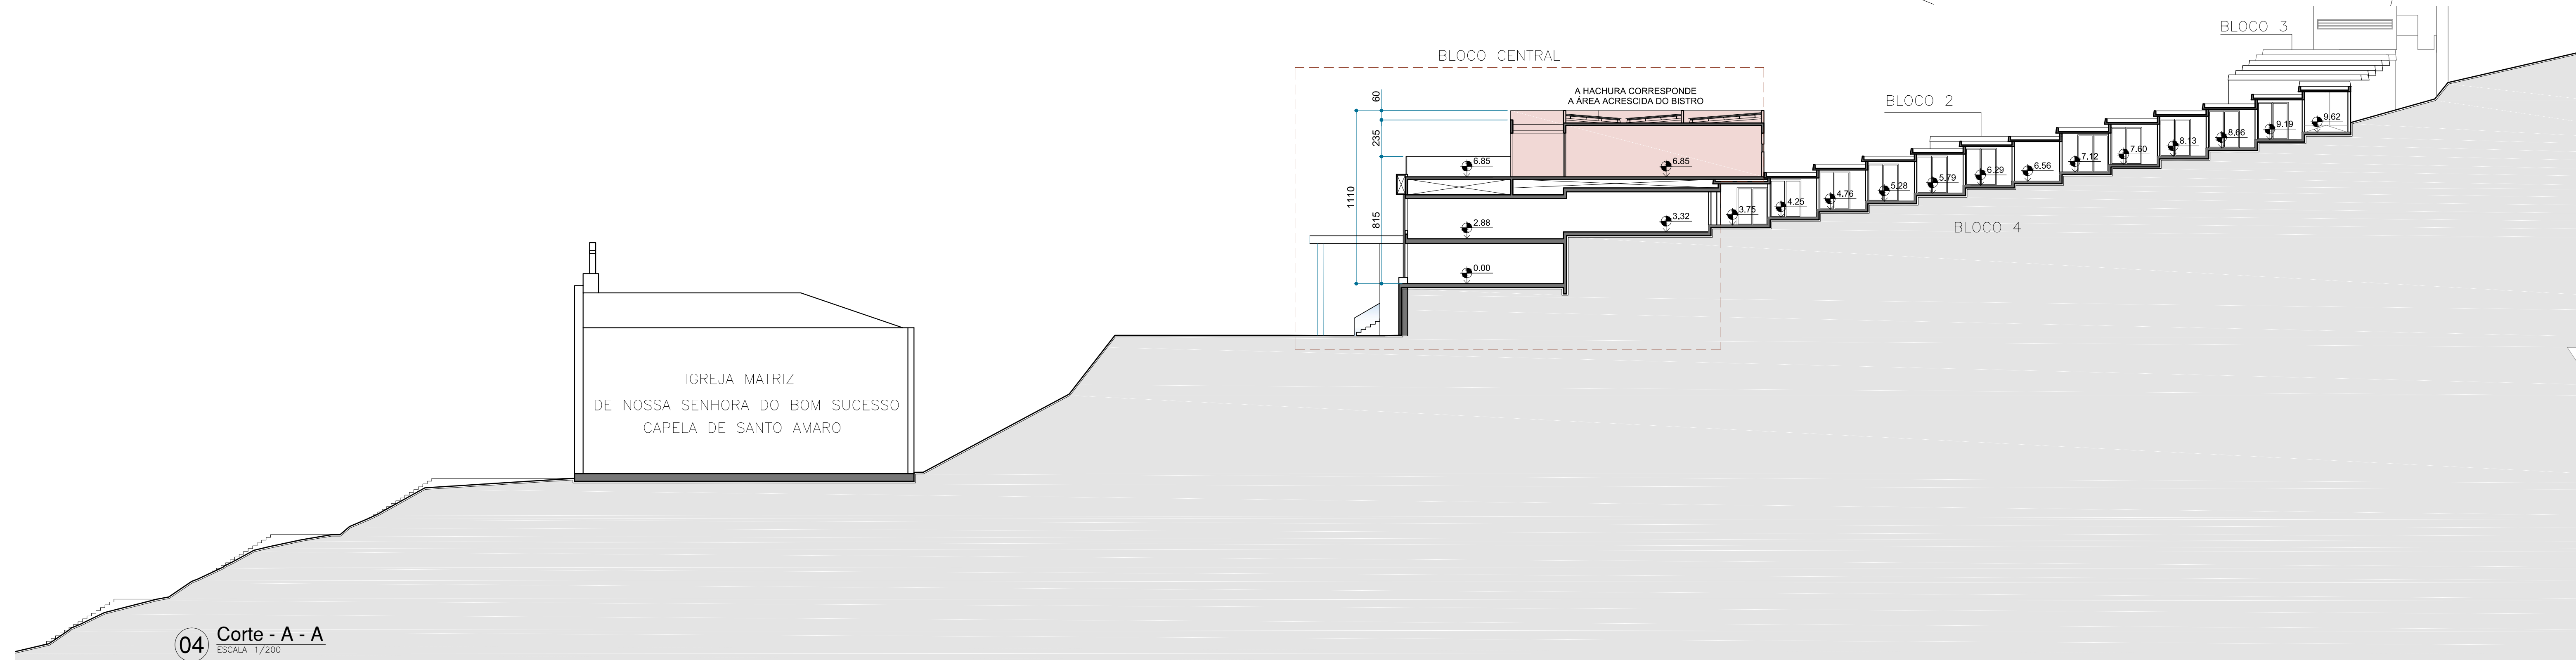 BLOCO 3
BLOCO CENTRAL
A HACHURA CORRESPONDE
A ÁREA ACRESCIDA DO BISTRO
BLOCO 2
60
235
1110
815
6.85
6.85
2.88
3.32
0.00
3.75
4.25
4.76
5.28
5.79
6.29
6.56
7.12
7.60
8.13
8.66
9.19
9.62
BLOCO 4
IGREJA MATRIZ
DE NOSSA SENHORA DO BOM SUCESSO
CAPELA DE SANTO AMARO
04
Corte - A - A
ESCALA 1/200